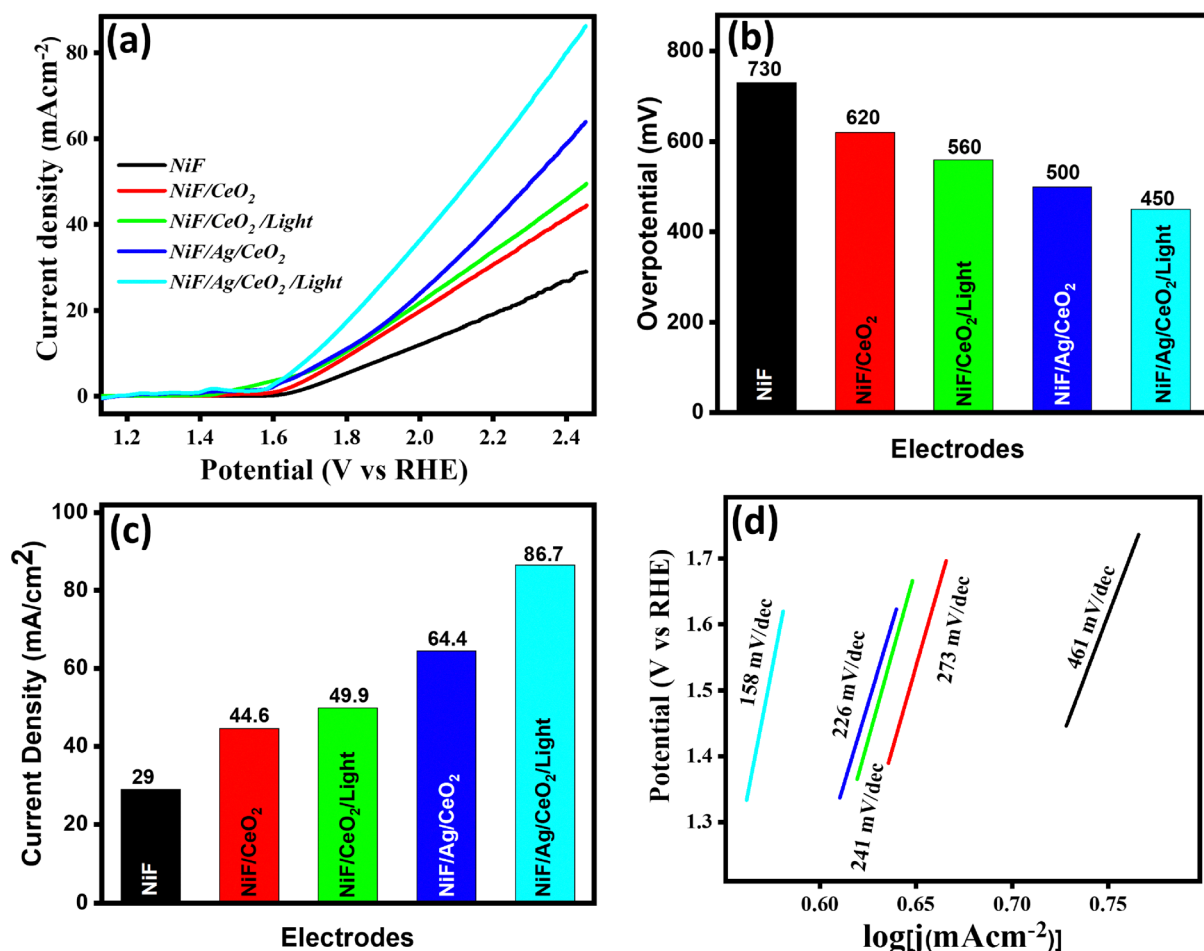 (a)
Current density (mAcm⁻²)
80
60
40
20
0
NiF
NiF/CeO₂
NiF/CeO₂ /Light
NiF/Ag/CeO₂
NiF/Ag/CeO₂ /Light
1.2 1.4 1.6 1.8 2.0 2.2 2.4
Potential (V vs RHE)
(b)
Overpotential (mV)
800
600
400
200
0
730
620
560
500
450
NiF
NiF/CeO₂
NiF/CeO₂/Light
NiF/Ag/CeO₂
NiF/Ag/CeO₂/Light
Electrodes
(c)
Current Density (mA/cm²)
100
80
60
40
20
0
29
44.6
49.9
64.4
86.7
NiF
NiF/CeO₂
NiF/CeO₂/Light
NiF/Ag/CeO₂
NiF/Ag/CeO₂/Light
Electrodes
(d)
Potential (V vs RHE)
1.7
1.6
1.5
1.4
1.3
158 mV/dec
226 mV/dec
241 mV/dec
273 mV/dec
461 mV/dec
0.60 0.65 0.70 0.75
log[j(mAcm⁻²)]